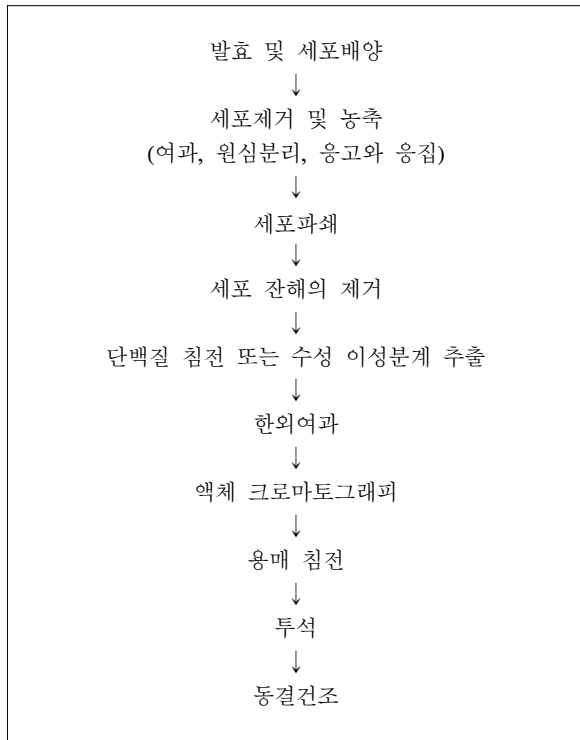 발효 및 세포배양
↓
세포제거 및 농축
(여과, 원심분리, 응고와 응집)
↓
세포파쇄
↓
세포 잔해의 제거
↓
단백질 침전 또는 수성 이성분계 추출
↓
한외여과
↓
액체 크로마토그래피
↓
용매 침전
↓
투석
↓
동결건조